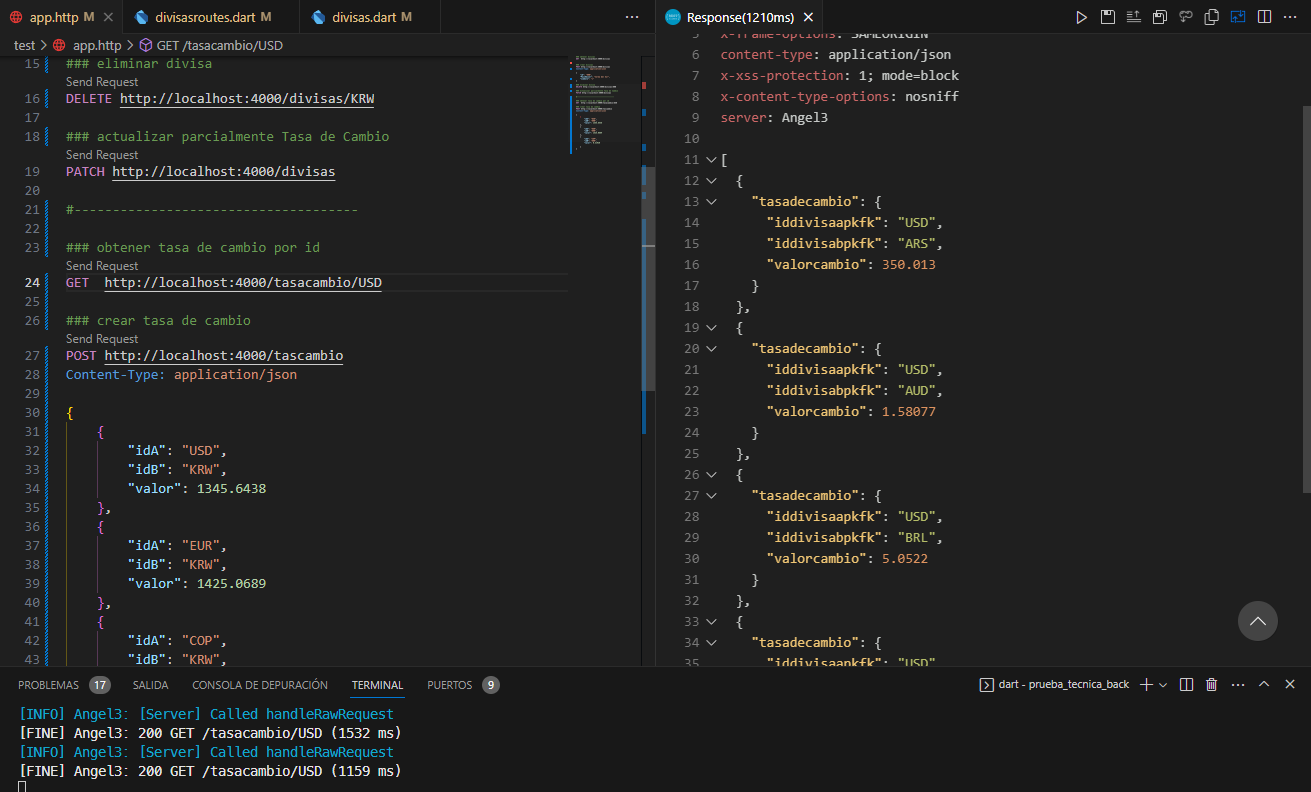 app.http M
divisasroutes.dart M
divisas.dart M
test > app.http > GET /tasacambio/USD
15 ### eliminar divisa
Send Request
16 DELETE http://localhost:4000/divisas/KRW
17
18 ### actualizar parcialmente Tasa de Cambio
Send Request
19 PATCH http://localhost:4000/divisas
20
21 #-------------------------------------
22
23 ### obtener tasa de cambio por id
Send Request
24 GET  http://localhost:4000/tasacambio/USD
25
26 ### crear tasa de cambio
Send Request
27 POST http://localhost:4000/tascambio
28 Content-Type: application/json
29
30 {
31 {
32 "idA": "USD",
33 "idB": "KRW",
34 "valor": 1345.6438
35 },
36 {
37 "idA": "EUR",
38 "idB": "KRW",
39 "valor": 1425.0689
40 },
41 {
42 "idA": "COP",
43 "idB": "KRW",
Response(1210ms)
5 x-frame-options: SAMEORIGIN
6 content-type: application/json
7 x-xss-protection: 1; mode=block
8 x-content-type-options: nosniff
9 server: Angel3
10
11 [
12 {
13 "tasadecambio": {
14 "iddivisaapkfk": "USD",
15 "iddivisabpkfk": "ARS",
16 "valorcambio": 350.013
17 }
18 },
19 {
20 "tasadecambio": {
21 "iddivisaapkfk": "USD",
22 "iddivisabpkfk": "AUD",
23 "valorcambio": 1.58077
24 }
25 },
26 {
27 "tasadecambio": {
28 "iddivisaapkfk": "USD",
29 "iddivisabpkfk": "BRL",
30 "valorcambio": 5.0522
31 }
32 },
33 {
34 "tasadecambio": {
35 "iddivisaapkfk": "USD"
PROBLEMAS 17 SALIDA CONSOLA DE DEPURACIÓN TERMINAL PUERTOS 9
dart - prueba_tecnica_back
[INFO] Angel3: [Server] Called handleRawRequest
[FINE] Angel3: 200 GET /tasacambio/USD (1532 ms)
[INFO] Angel3: [Server] Called handleRawRequest
[FINE] Angel3: 200 GET /tasacambio/USD (1159 ms)